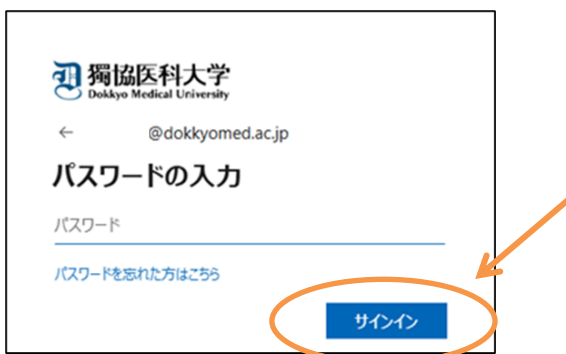 獨協医科大学
Dokkyo Medical University
← @dokkyomed.ac.jp
パスワードの入力
パスワード
パスワードを忘れた方はこちら
サインイン